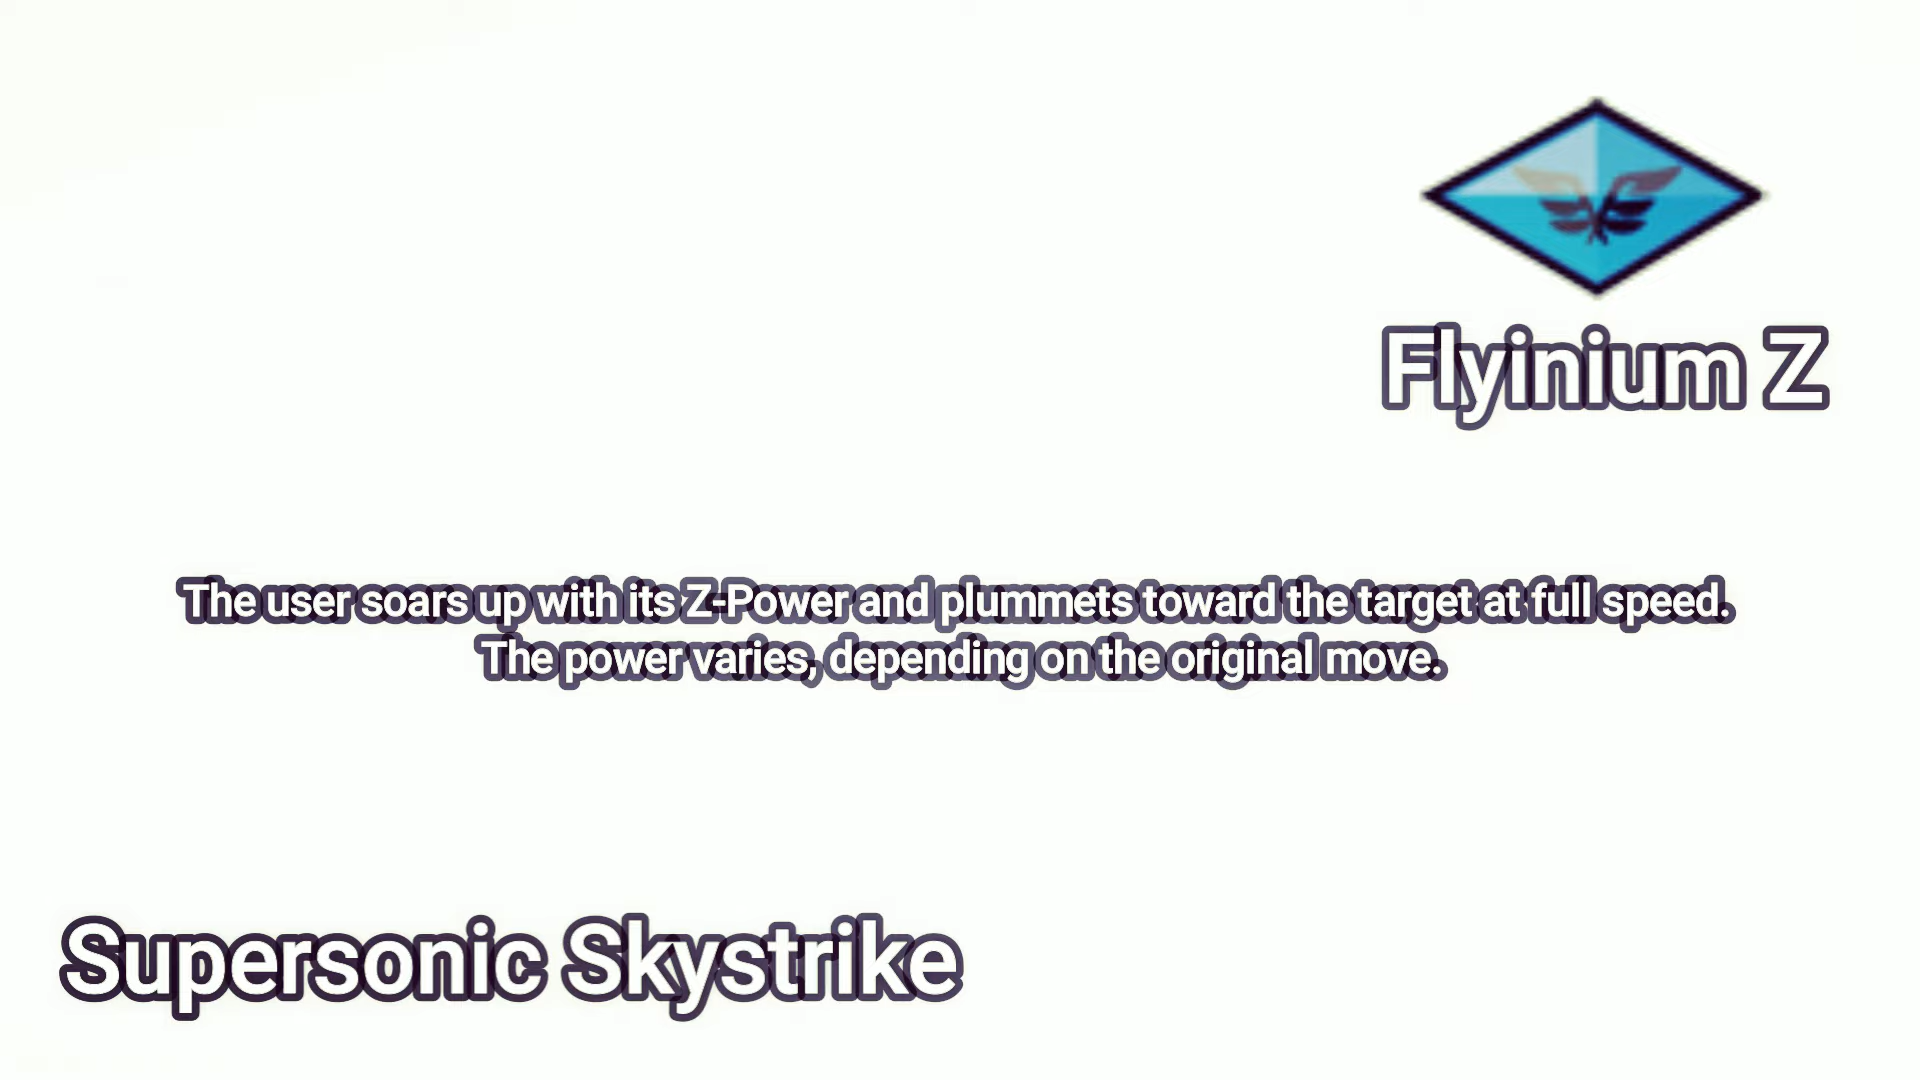 Flyinium Z
The user soars up with its Z-Power and plummets toward the target at full speed.
The power varies, depending on the original move.
Supersonic Skystrike